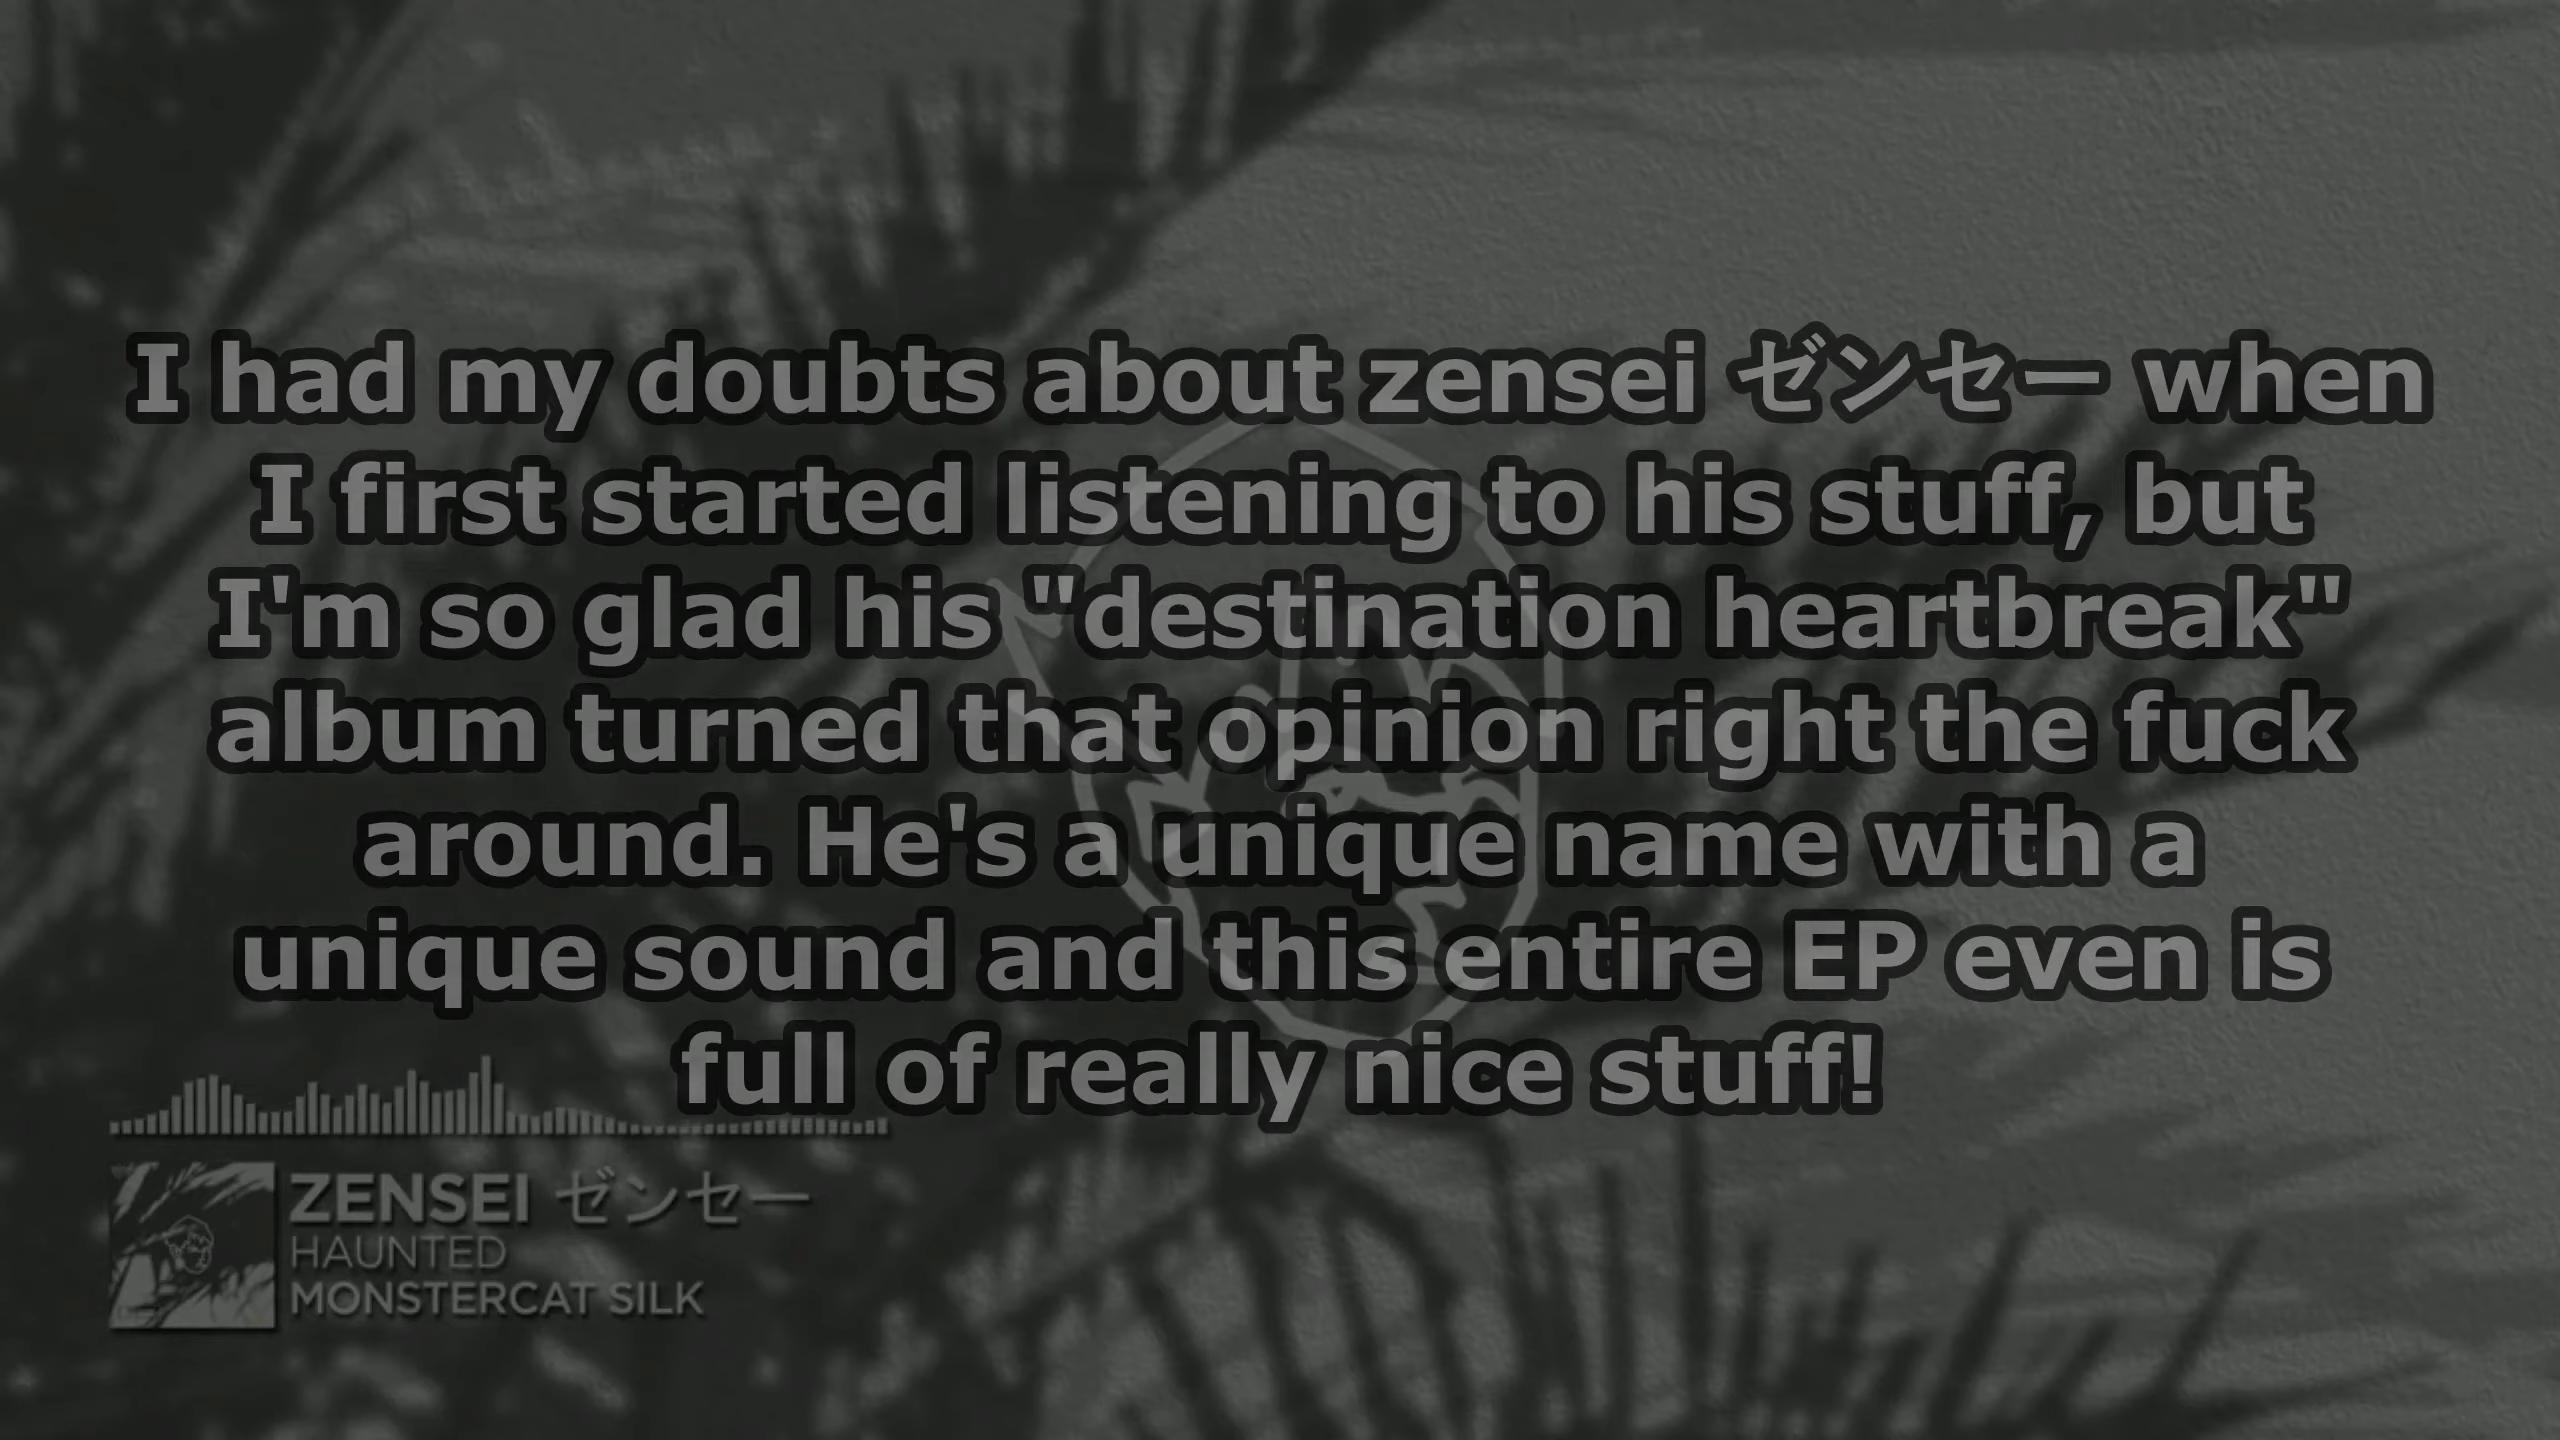 I had my doubts about zensei ゼンセー when
I first started listening to his stuff, but
I'm so glad his "destination heartbreak"
album turned that opinion right the fuck
around. He's a unique name with a
unique sound and this entire EP even is
full of really nice stuff!
ZENSEI ゼンセー
HAUNTED
MONSTERCAT SILK